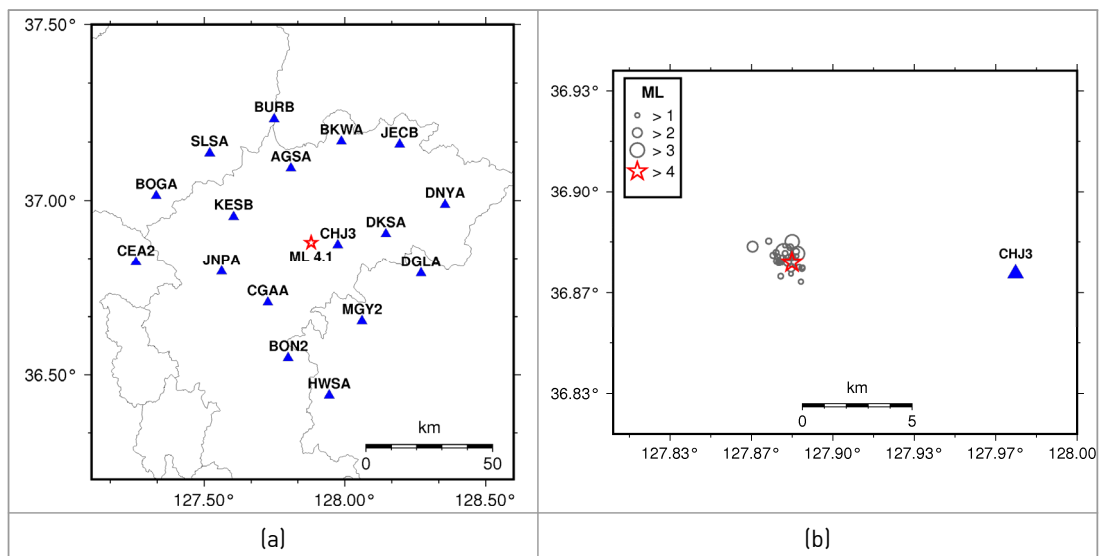 37.50°
37.00°
36.50°
BURB
SLSA
BKWA
JECB
AGSA
BOGA
KESB
DNYA
DKSA
CHJ3
ML 4.1
CEA2
JNPA
DGLA
CGAA
MGY2
BON2
HWSA
km
0 50
127.50° 128.00° 128.50°
(a)
36.93°
36.90°
36.87°
36.83°
ML
> 1
> 2
> 3
> 4
CHJ3
km
0 5
127.83° 127.87° 127.90° 127.93° 127.97° 128.00
(b)